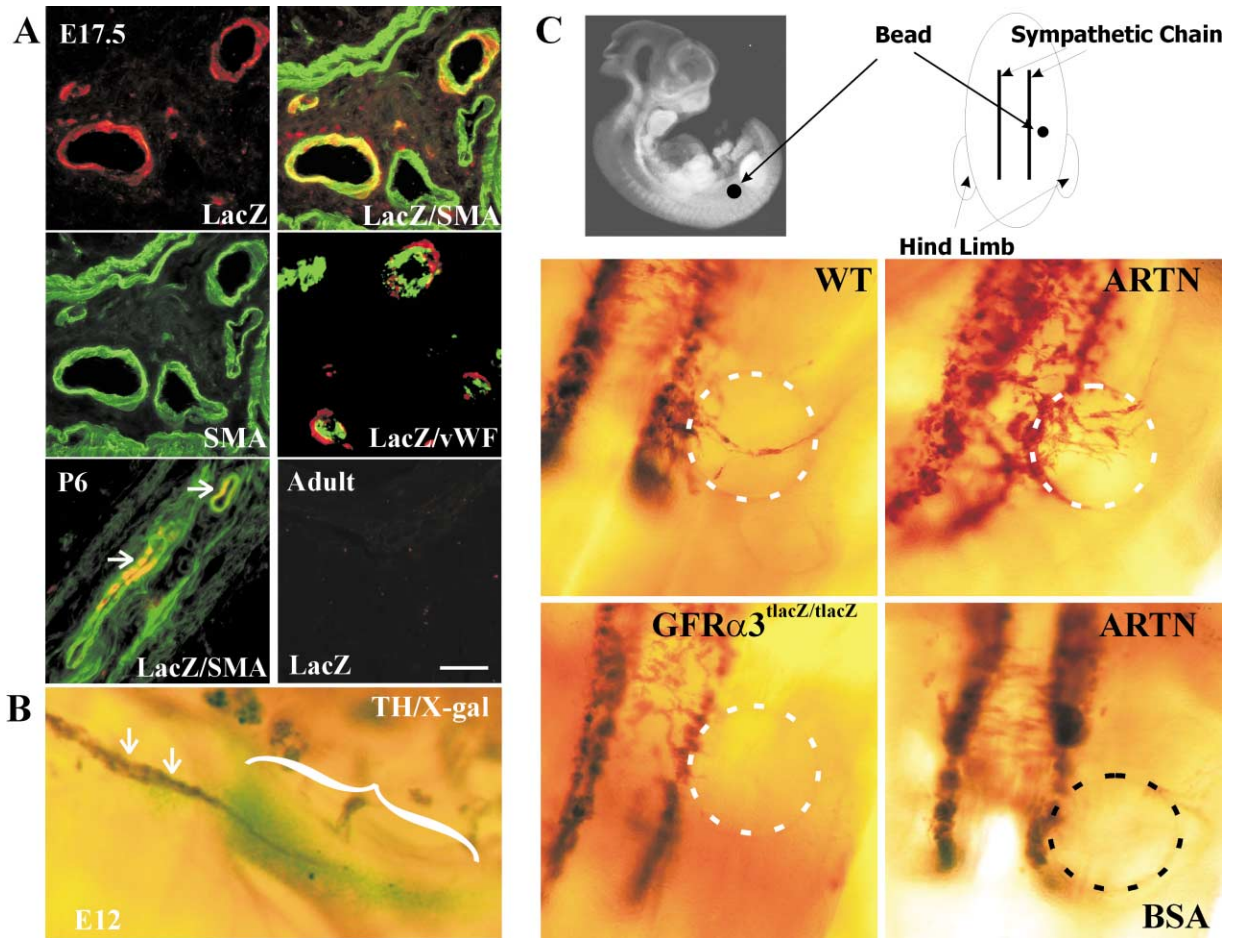 A
E17.5
LacZ
LacZ/SMA
SMA
LacZ/vWF
P6
LacZ/SMA
Adult
LacZ
B
TH/X-gal
E12
C
Bead
Sympathetic Chain
Hind Limb
WT
ARTN
GFRα3tlacZ/tlacZ
ARTN
BSA